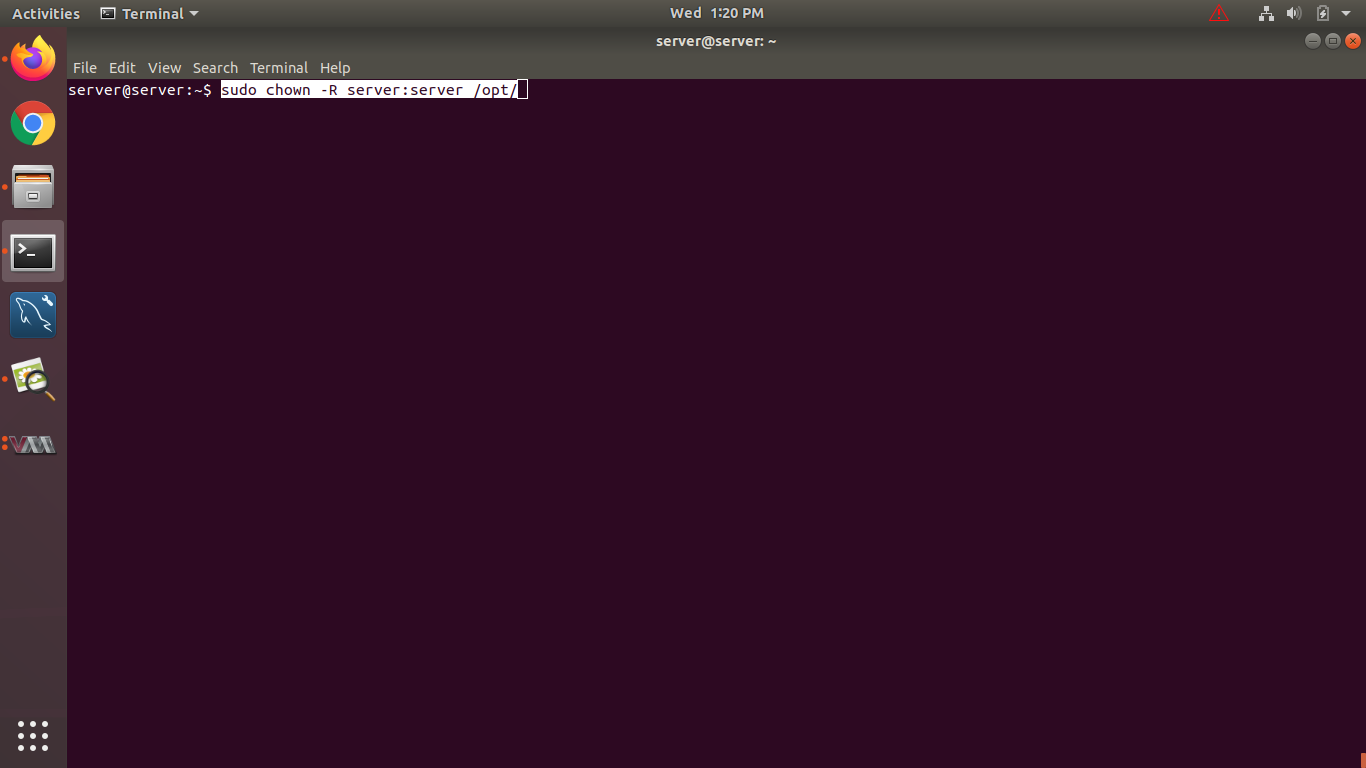 Activities Terminal Wed 1:20 PM
server@server: ~
File Edit View Search Terminal Help
server@server:~$ sudo chown -R server:server /opt/